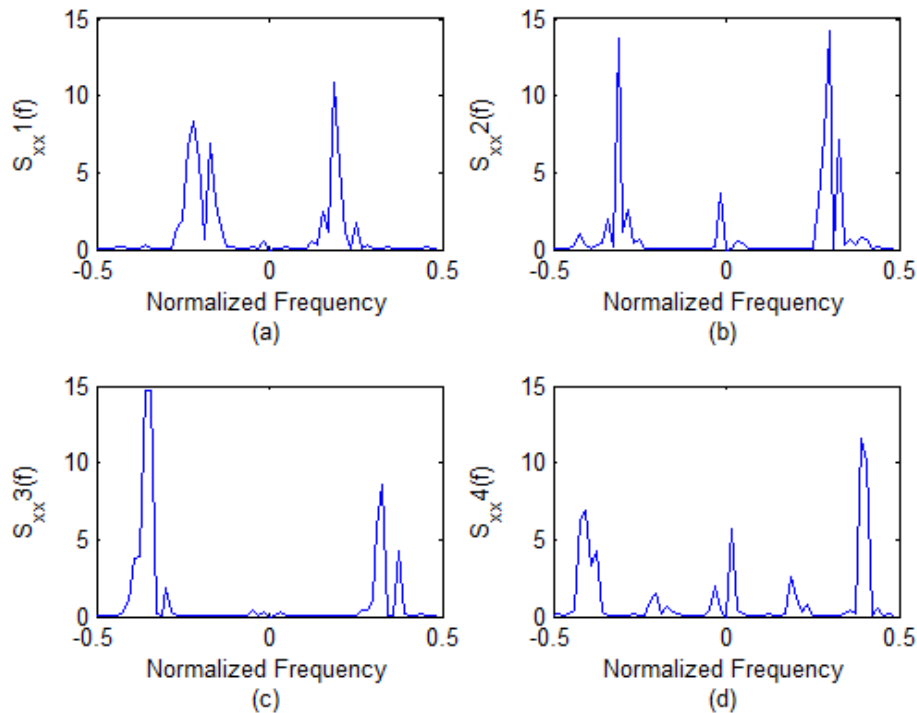 15
10
5
0
S_xx1(f)
-0.5 0 0.5
Normalized Frequency
(a)
15
10
5
0
S_xx2(f)
-0.5 0 0.5
Normalized Frequency
(b)
15
10
5
0
S_xx3(f)
-0.5 0 0.5
Normalized Frequency
(c)
15
10
5
0
S_xx4(f)
-0.5 0 0.5
Normalized Frequency
(d)